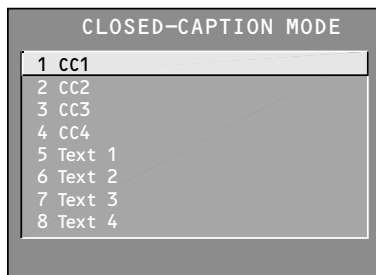 CLOSED-CAPTION MODE
1 CC1
2 CC2
3 CC3
4 CC4
5 Text 1
6 Text 2
7 Text 3
8 Text 4